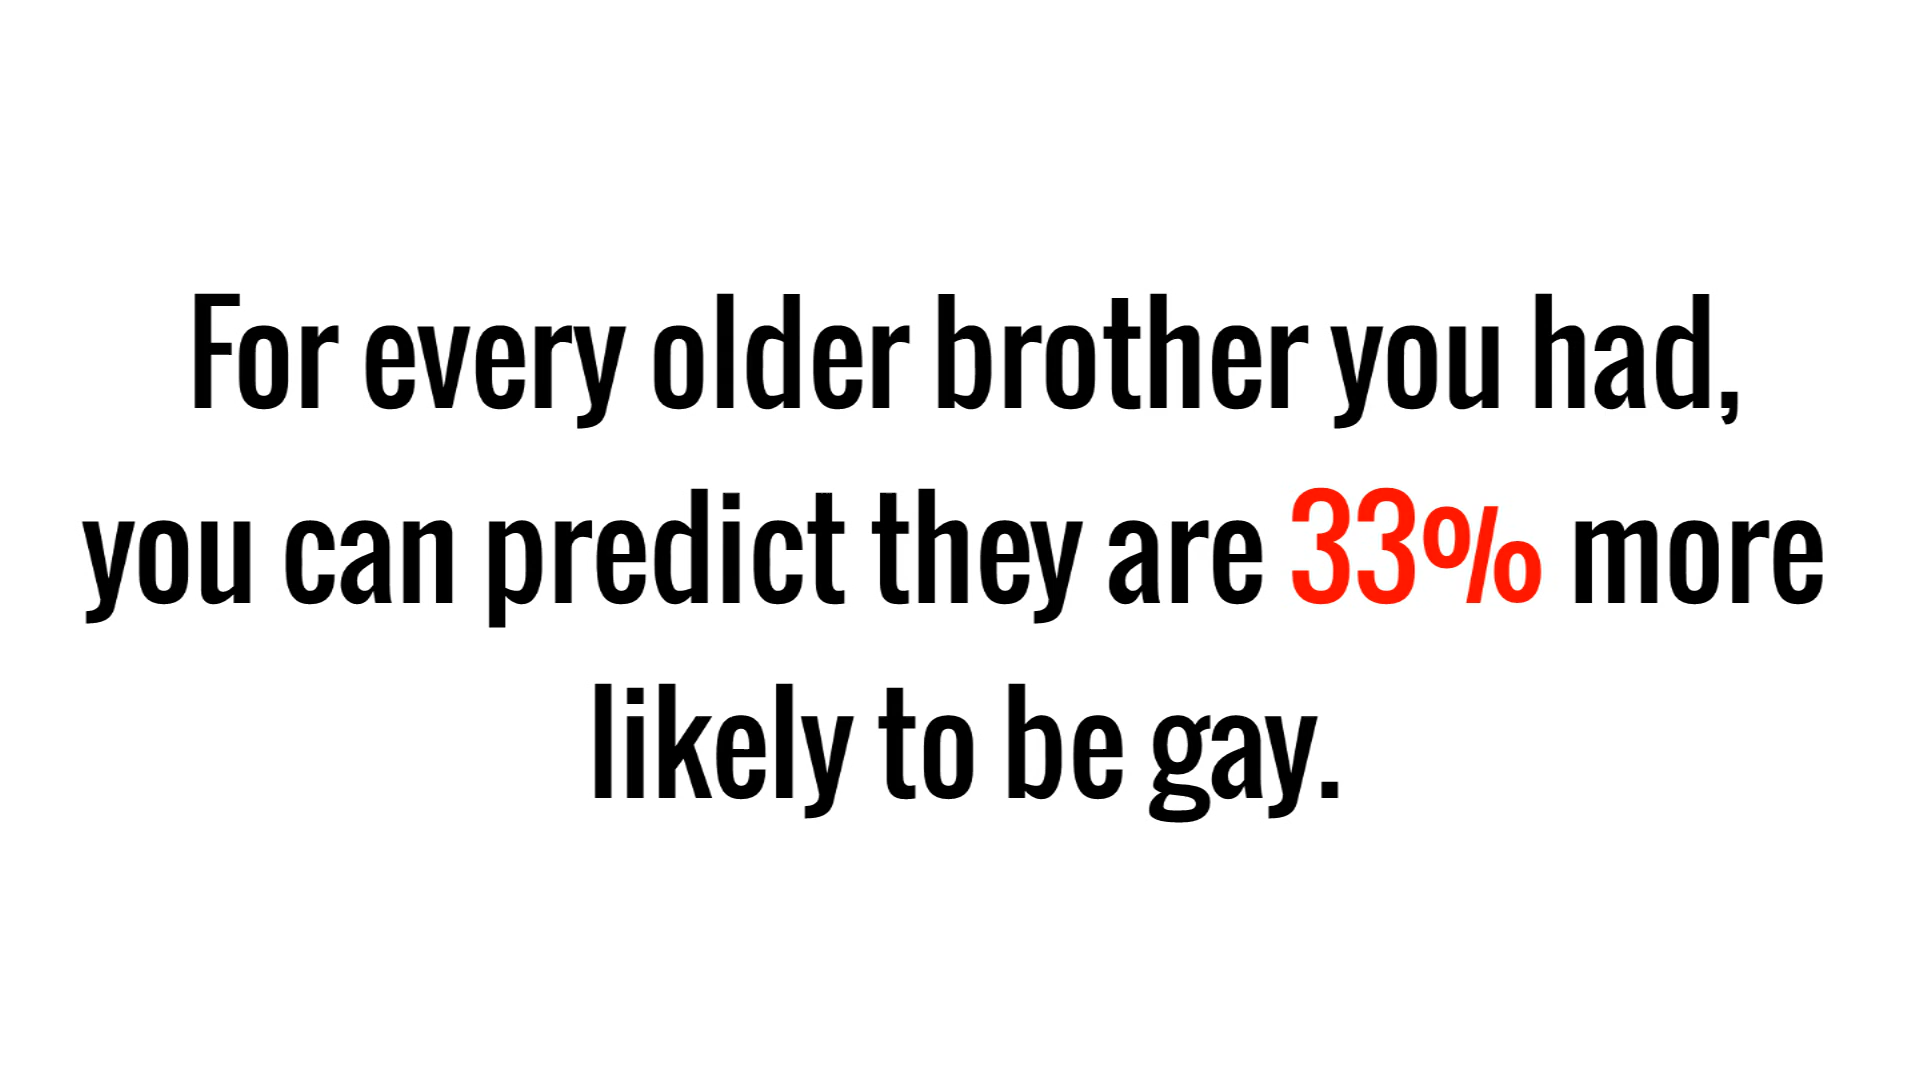 For every older brother you had,
you can predict they are 33% more
likely to be gay.